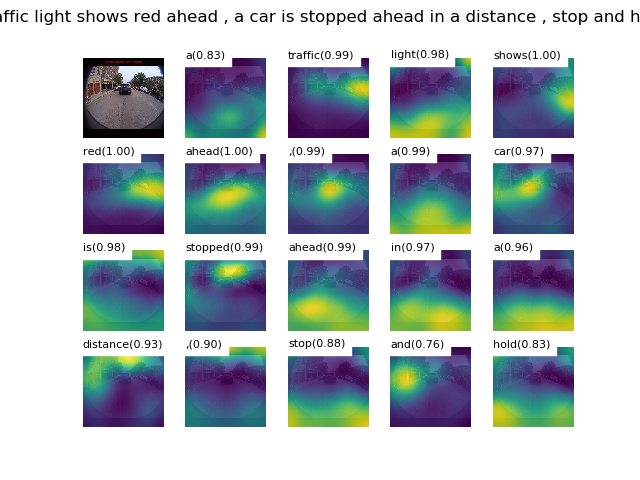 affic light shows red ahead , a car is stopped ahead in a distance , stop and h
a(0.83) traffic(0.99) light(0.98) shows(1.00)
red(1.00) ahead(1.00) ,(0.99) a(0.99) car(0.97)
is(0.98) stopped(0.99) ahead(0.99) in(0.97) a(0.96)
distance(0.93) ,(0.90) stop(0.88) and(0.76) hold(0.83)